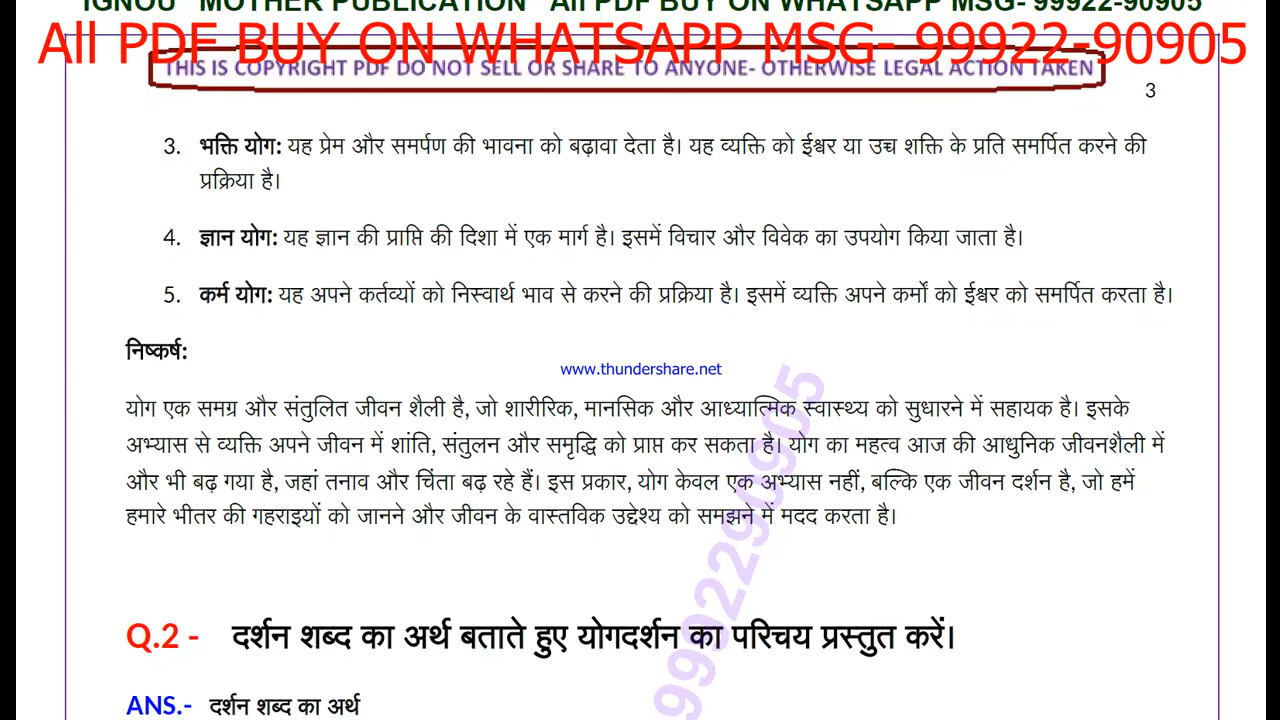 IGNOU MOTHER PUBLICATION All PDF BUY ON WHATSAPP MSG- 99922-90905
All PDF BUY ON WHATSAPP MSG- 99922-90905
THIS IS COPYRIGHT PDF DO NOT SELL OR SHARE TO ANYONE- OTHERWISE LEGAL ACTION TAKEN
3
3. भक्ति योग: यह प्रेम और समर्पण की भावना को बढ़ावा देता है। यह व्यक्ति को ईश्वर या उच्च शक्ति के प्रति समर्पित करने की
प्रक्रिया है।
4. ज्ञान योग: यह ज्ञान की प्राप्ति की दिशा में एक मार्ग है। इसमें विचार और विवेक का उपयोग किया जाता है।
5. कर्म योग: यह अपने कर्तव्यों को निस्वार्थ भाव से करने की प्रक्रिया है। इसमें व्यक्ति अपने कर्मों को ईश्वर को समर्पित करता है।
निष्कर्ष:
www.thundershare.net
योग एक समग्र और संतुलित जीवन शैली है, जो शारीरिक, मानसिक और आध्यात्मिक स्वास्थ्य को सुधारने में सहायक है। इसके
अभ्यास से व्यक्ति अपने जीवन में शांति, संतुलन और समृद्धि को प्राप्त कर सकता है। योग का महत्व आज की आधुनिक जीवनशैली में
और भी बढ़ गया है, जहां तनाव और चिंता बढ़ रहे हैं। इस प्रकार, योग केवल एक अभ्यास नहीं, बल्कि एक जीवन दर्शन है, जो हमें
हमारे भीतर की गहराइयों को जानने और जीवन के वास्तविक उद्देश्य को समझने में मदद करता है।
9992290905
Q.2 - दर्शन शब्द का अर्थ बताते हुए योगदर्शन का परिचय प्रस्तुत करें।
ANS.- दर्शन शब्द का अर्थ